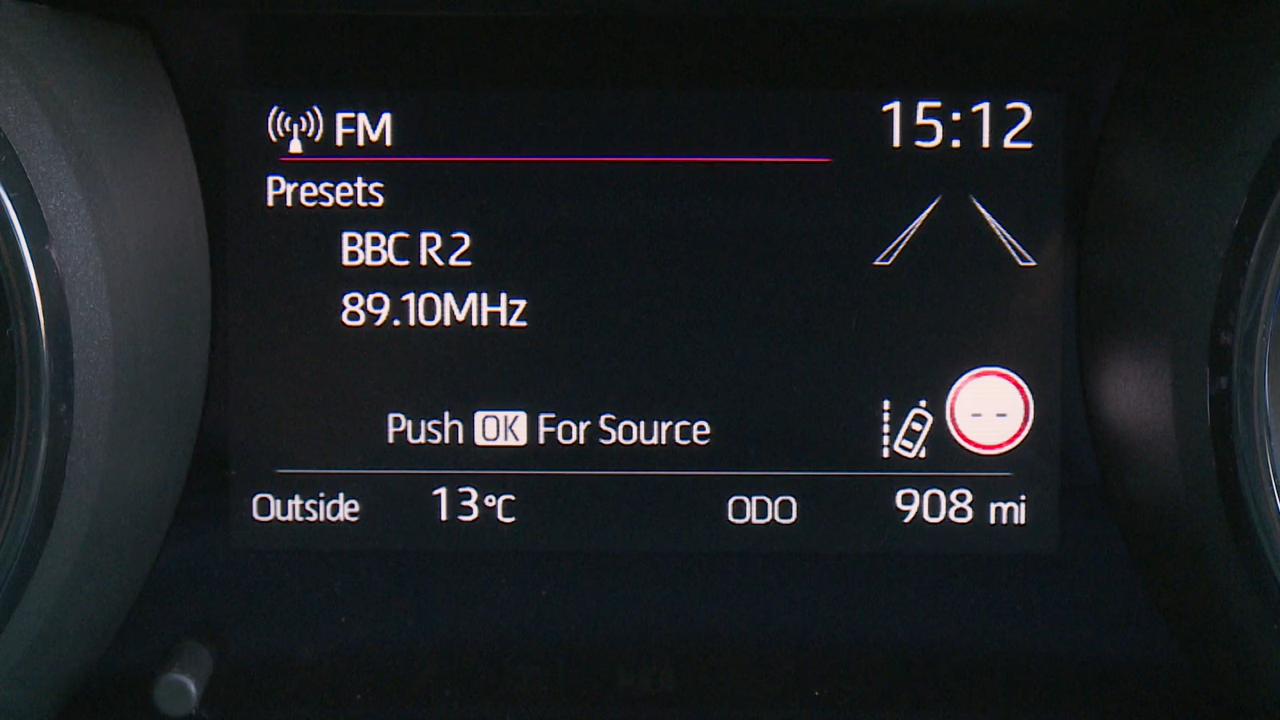 FM 15:12
Presets
BBC R2
89.10MHz
Push OK For Source
--
Outside 13°C ODO 908 mi